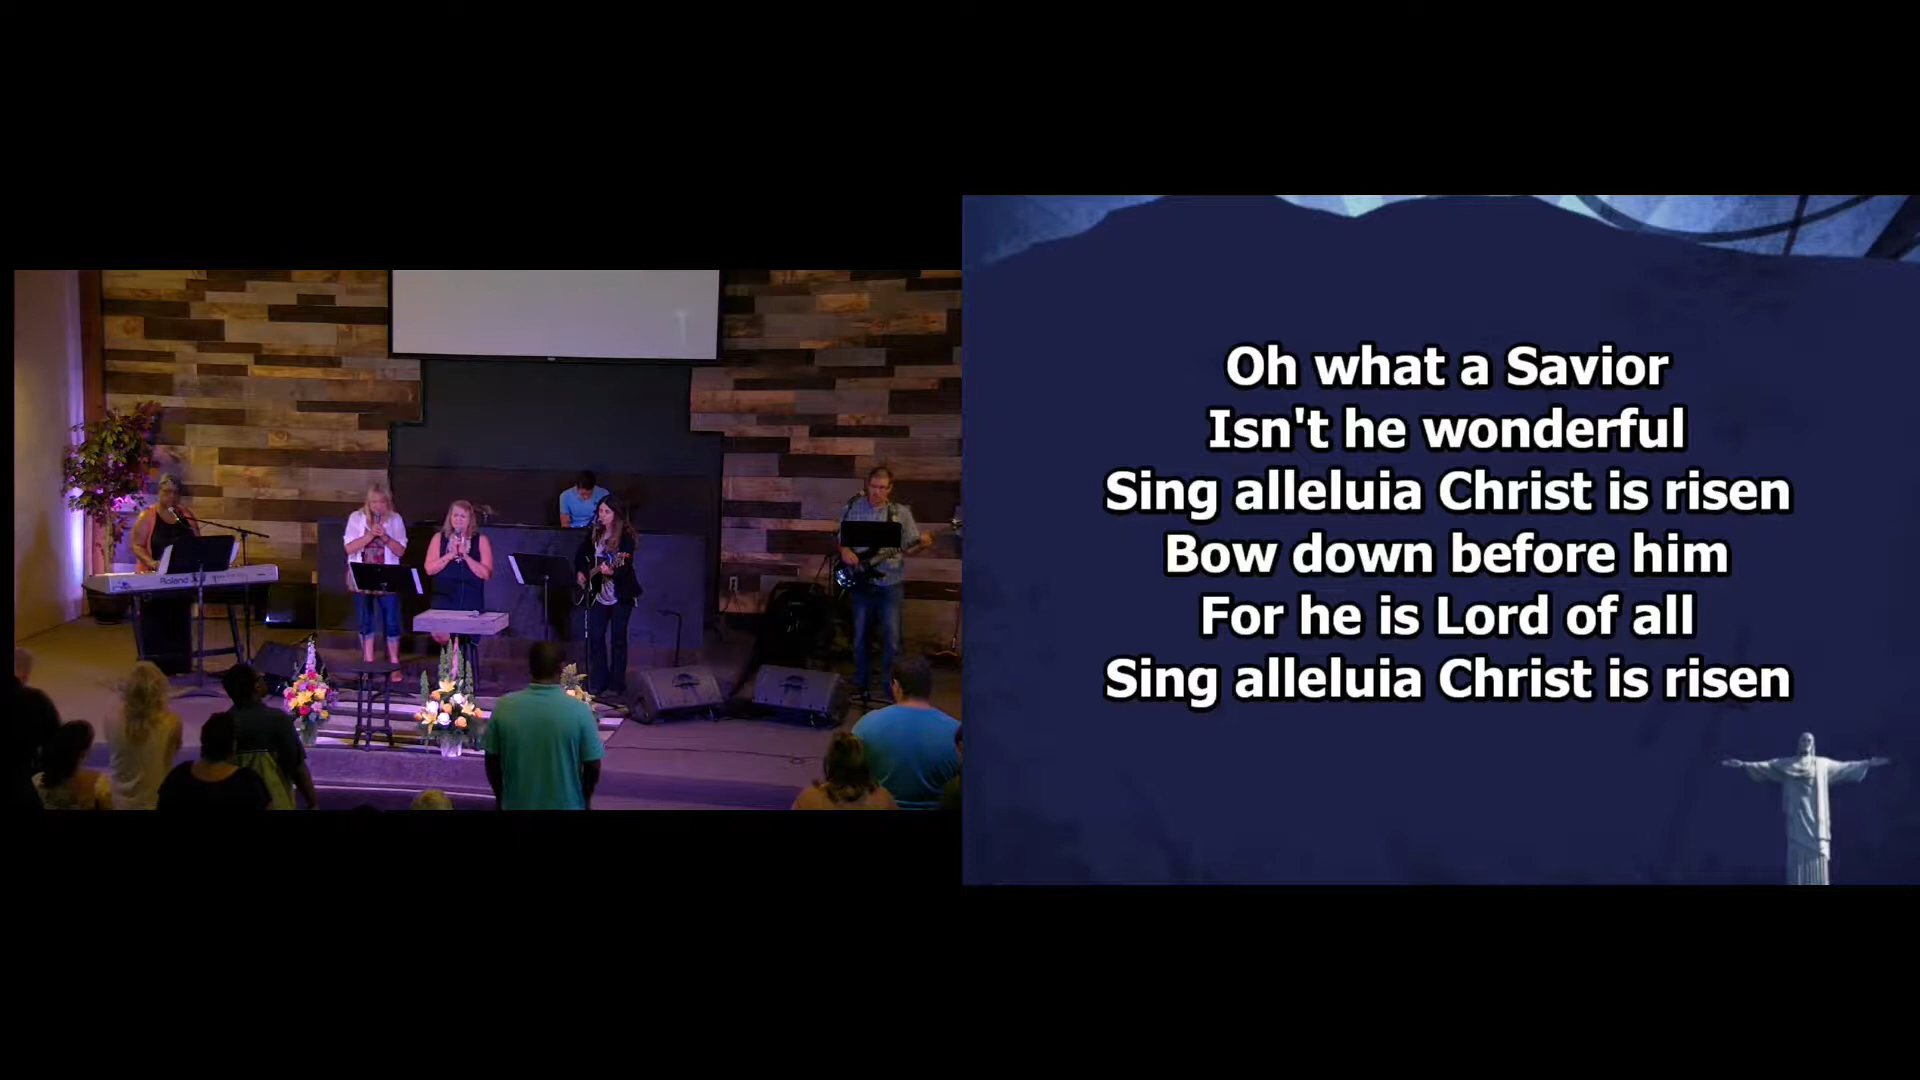 Roland
Oh what a Savior
Isn't he wonderful
Sing alleluia Christ is risen
Bow down before him
For he is Lord of all
Sing alleluia Christ is risen